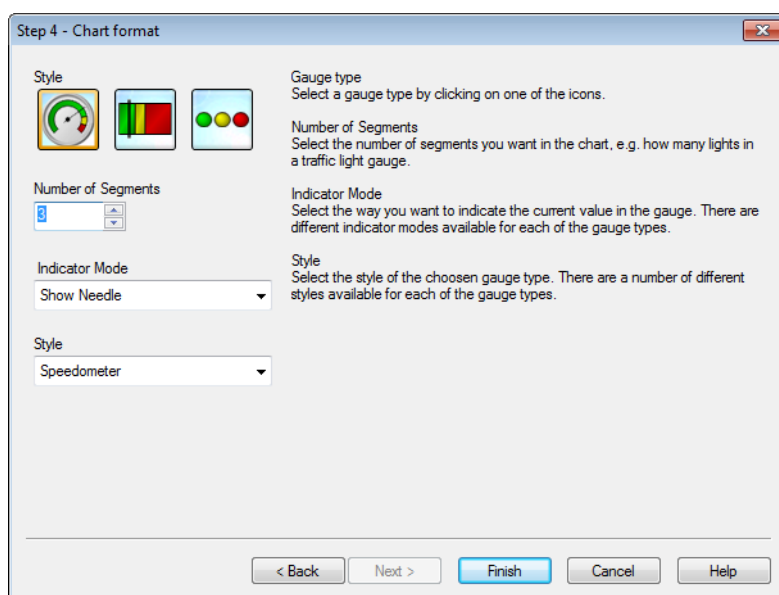 Step 4 - Chart format
Style
Number of Segments
3
Indicator Mode
Show Needle
Style
Speedometer
Gauge type
Select a gauge type by clicking on one of the icons.
Number of Segments
Select the number of segments you want in the chart, e.g. how many lights in
a traffic light gauge.
Indicator Mode
Select the way you want to indicate the current value in the gauge. There are
different indicator modes available for each of the gauge types.
Style
Select the style of the choosen gauge type. There are a number of different
styles available for each of the gauge types.
< Back
Next >
Finish
Cancel
Help